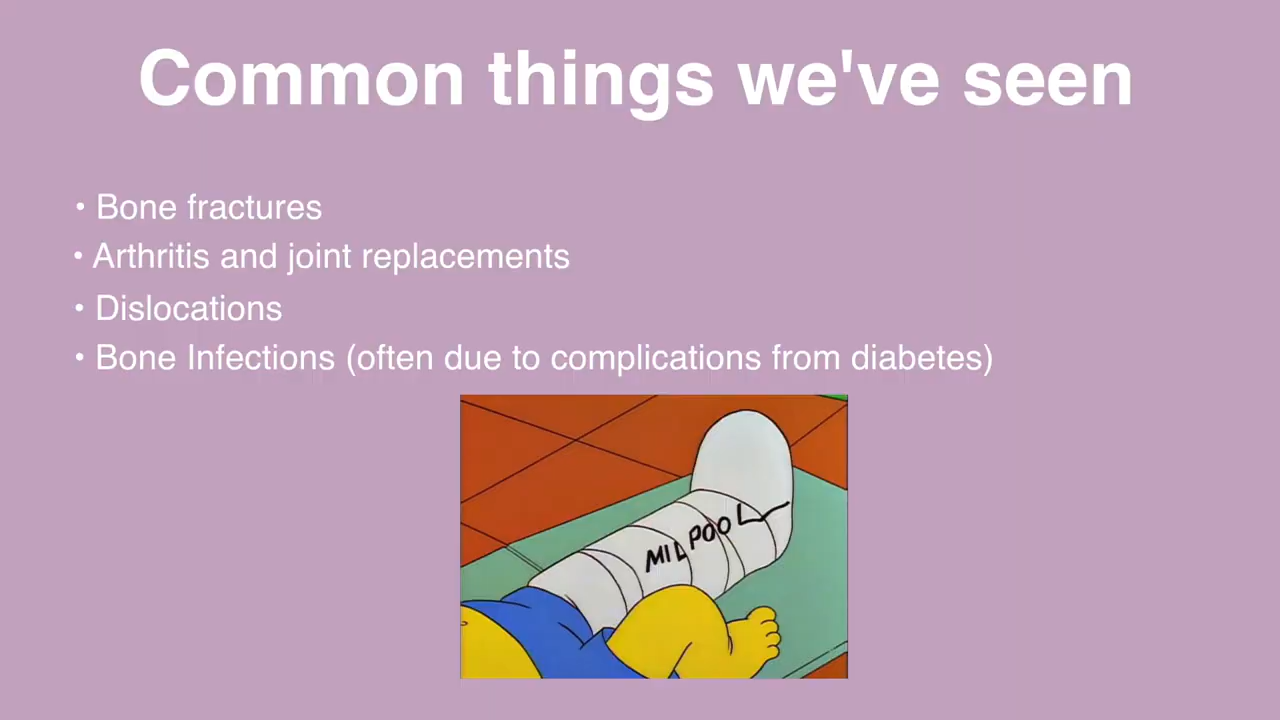 Common things we've seen
• Bone fractures
• Arthritis and joint replacements
• Dislocations
• Bone Infections (often due to complications from diabetes)
MILPOOL